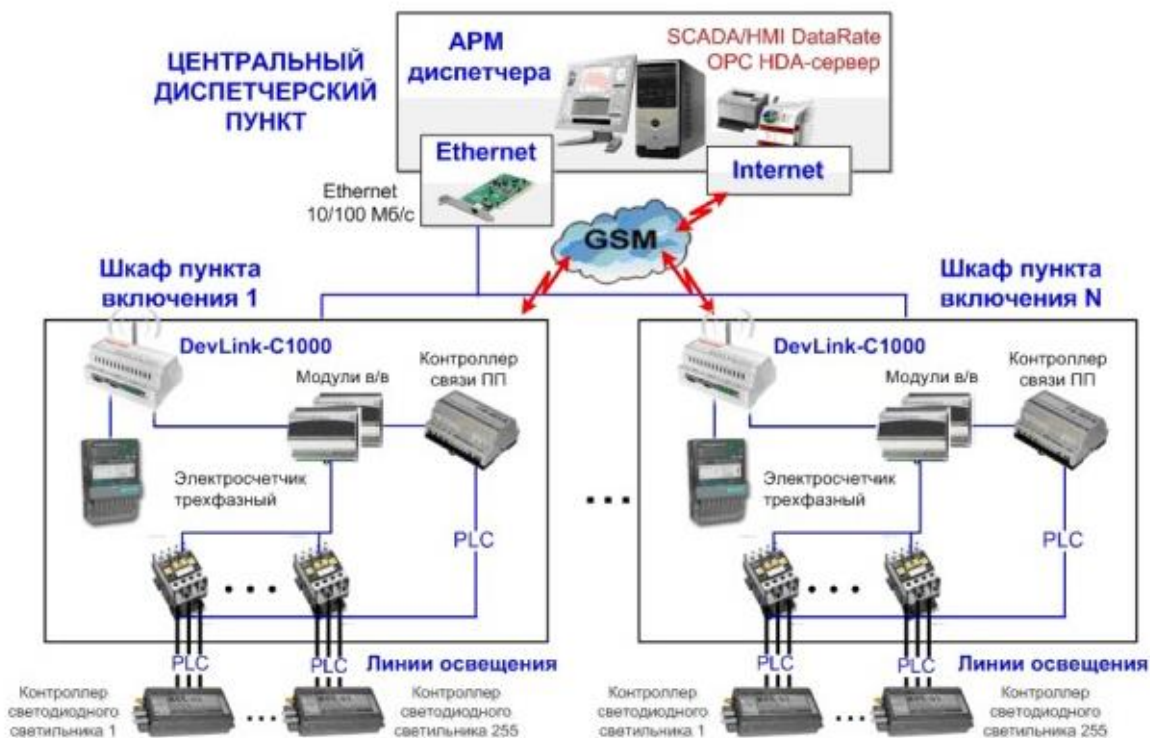 ЦЕНТРАЛЬНЫЙ
ДИСПЕТЧЕРСКИЙ
ПУНКТ
АРМ
диспетчера
SCADA/HMI DataRate
OPC HDA-сервер
Ethernet
Internet
Ethernet
10/100 Мб/с
GSM
Шкаф пункта
включения 1
DevLink-C1000
Модули в/в
Контроллер
связи ПП
Электросчетчик
трехфазный
PLC
PLC
PLC
Линии освещения
Контроллер
светодиодного
светильника 1
Контроллер
светодиодного
светильника 255
Шкаф пункта
включения N
DevLink-C1000
Модули в/в
Контроллер
связи ПП
Электросчетчик
трехфазный
PLC
PLC
PLC
Линии освещения
Контроллер
светодиодного
светильника 1
Контроллер
светодиодного
светильника 255